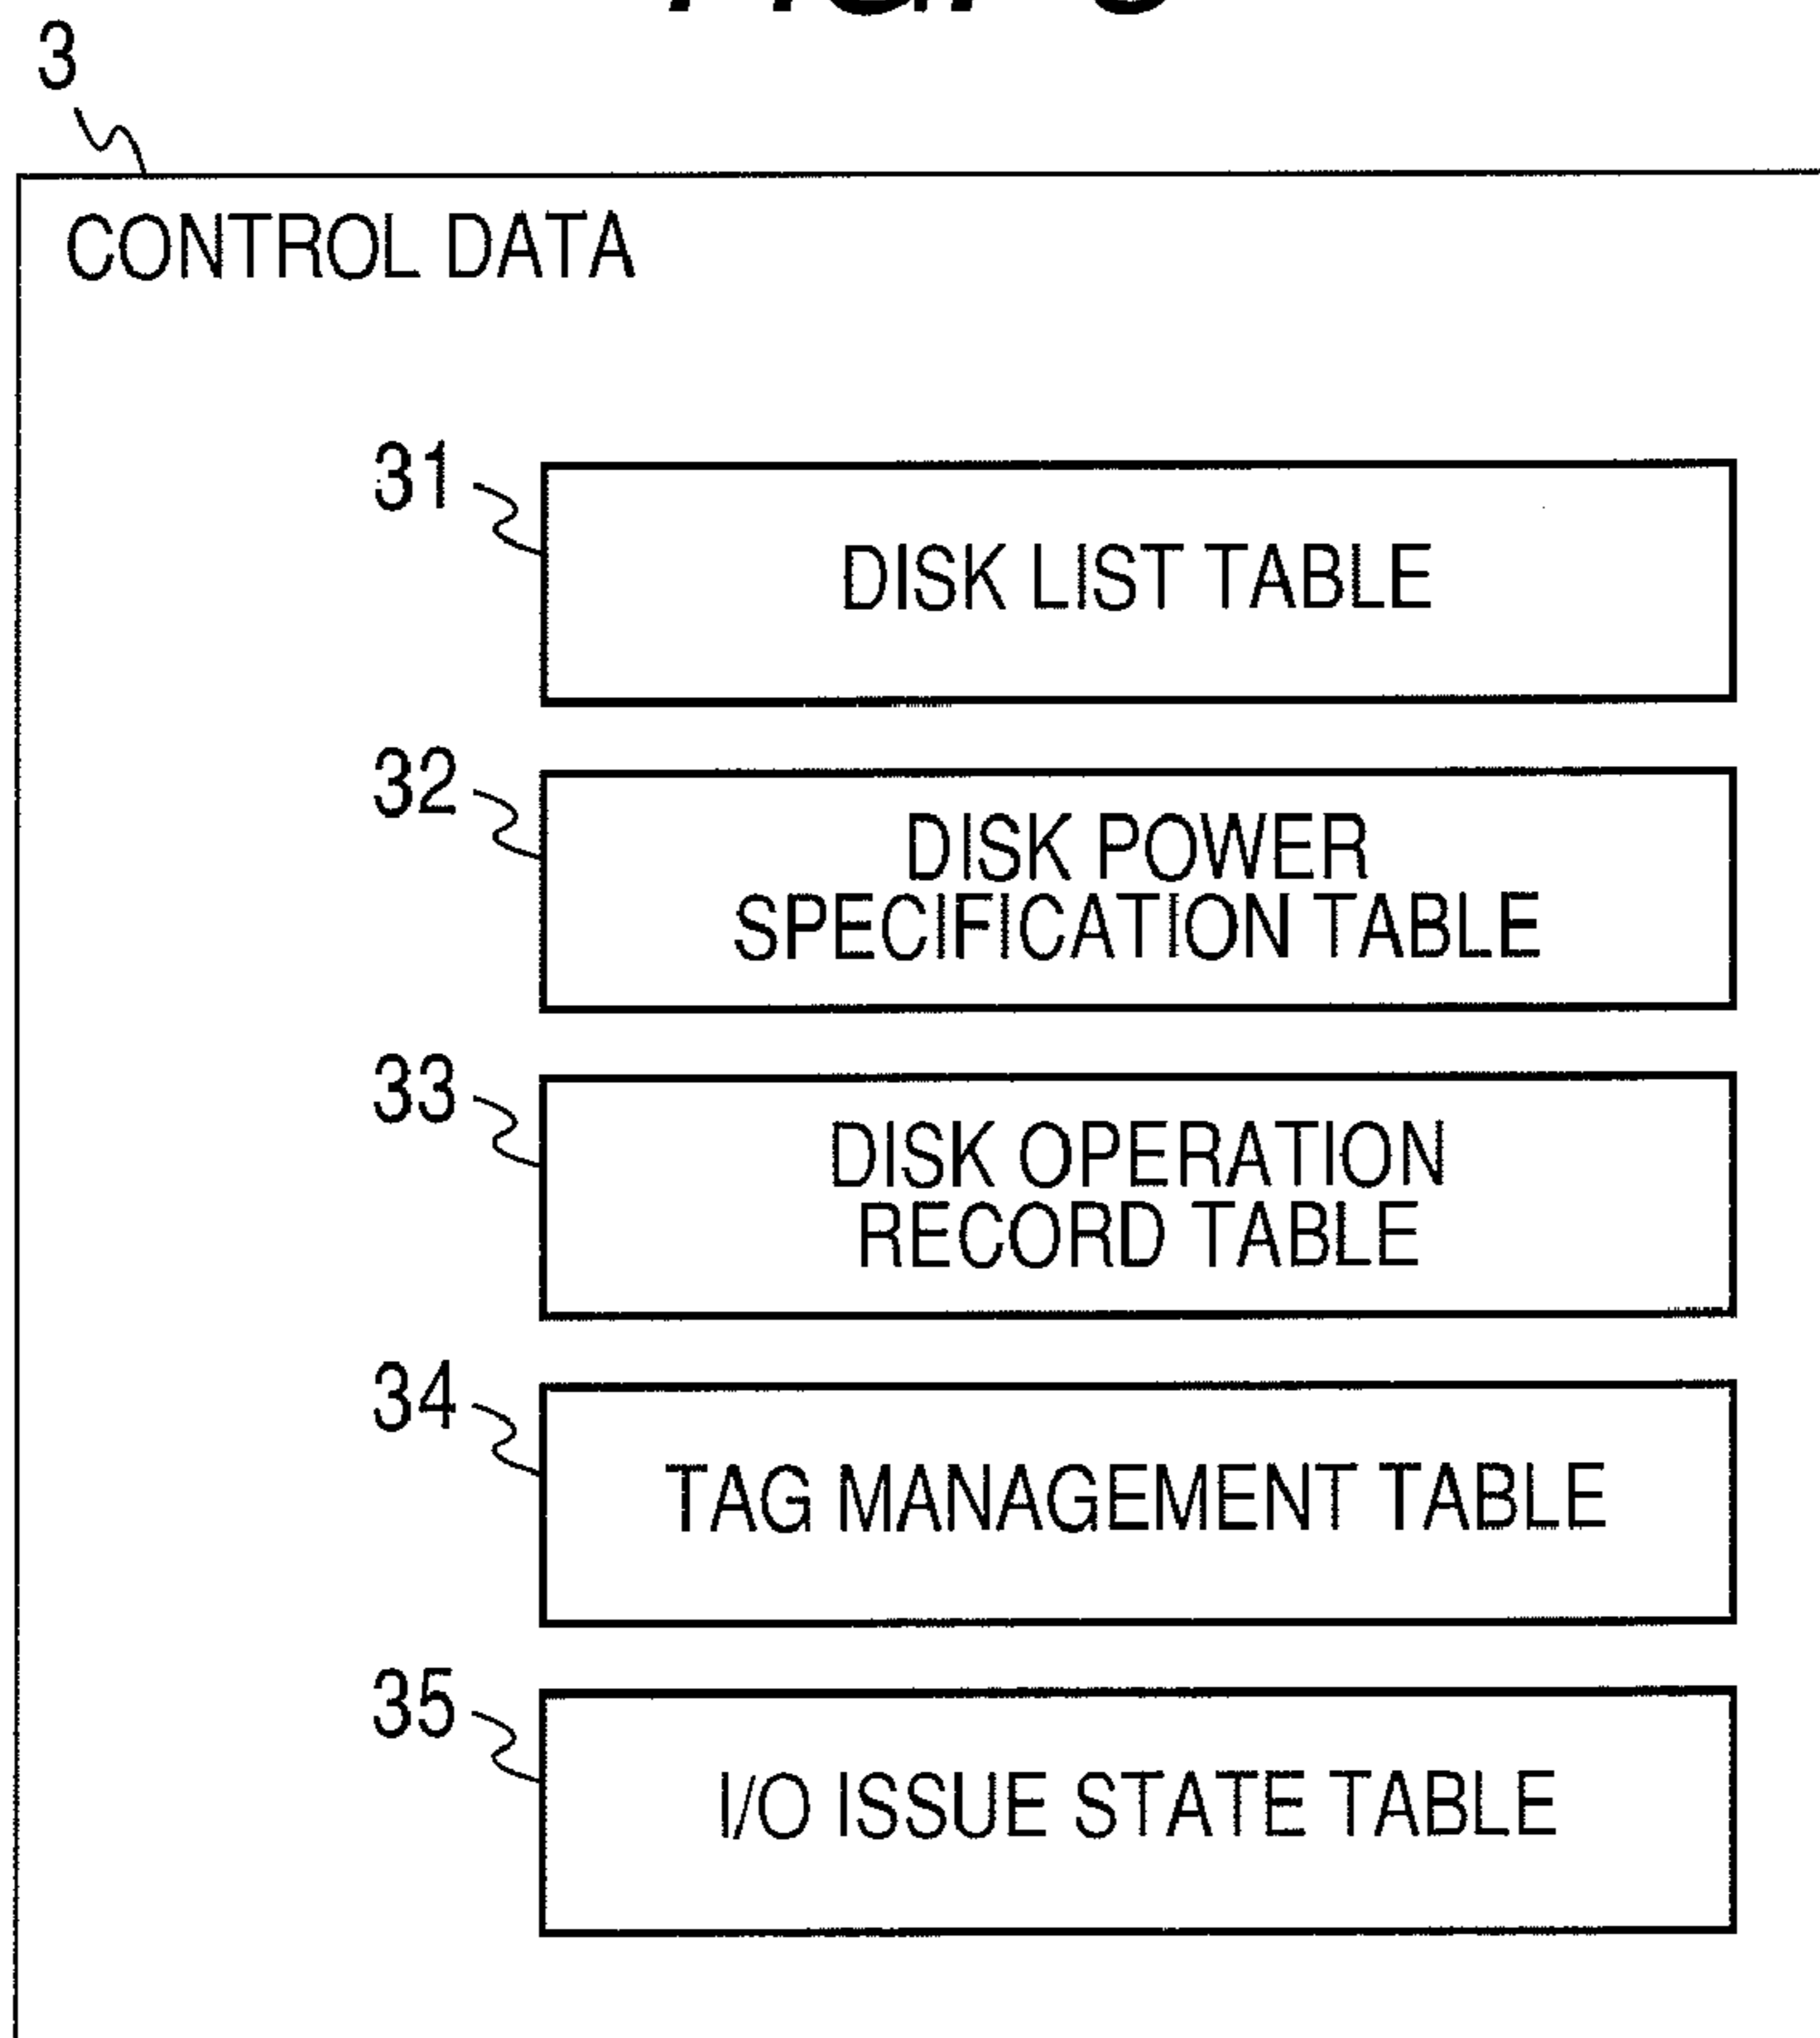 3
CONTROL DATA
31
DISK LIST TABLE
32
DISK POWER
SPECIFICATION TABLE
33
DISK OPERATION
RECORD TABLE
34
TAG MANAGEMENT TABLE
35
I/O ISSUE STATE TABLE